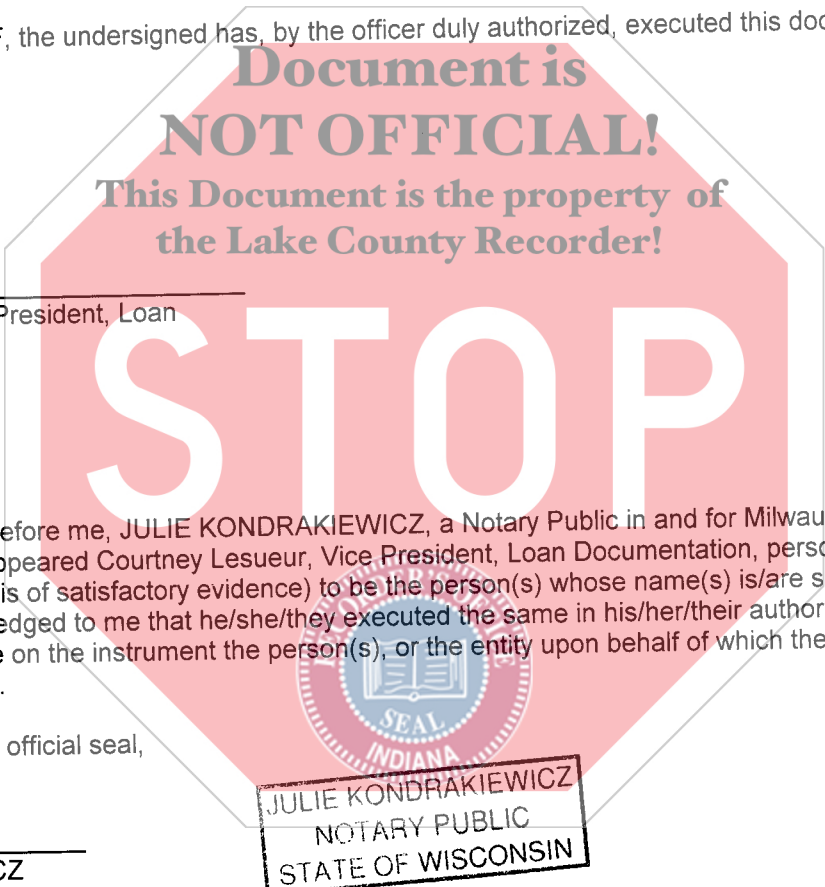 , the undersigned has, by the officer duly authorized, executed this doc
Document is
NOT OFFICIAL!
This Document is the property of
the Lake County Recorder!
President, Loan
STOP
efore me, JULIE KONDRAKIEWICZ, a Notary Public in and for Milwau
ppeared Courtney Lesueur, Vice President, Loan Documentation, perso
is of satisfactory evidence) to be the person(s) whose name(s) is/are s
edged to me that he/she/they executed the same in his/her/their author
e on the instrument the person(s), or the entity upon behalf of which the
.
RECORDER'S OFFICE
SEAL
INDIANA
official seal,
JULIE KONDRAKIEWICZ
NOTARY PUBLIC
STATE OF WISCONSIN
CZ